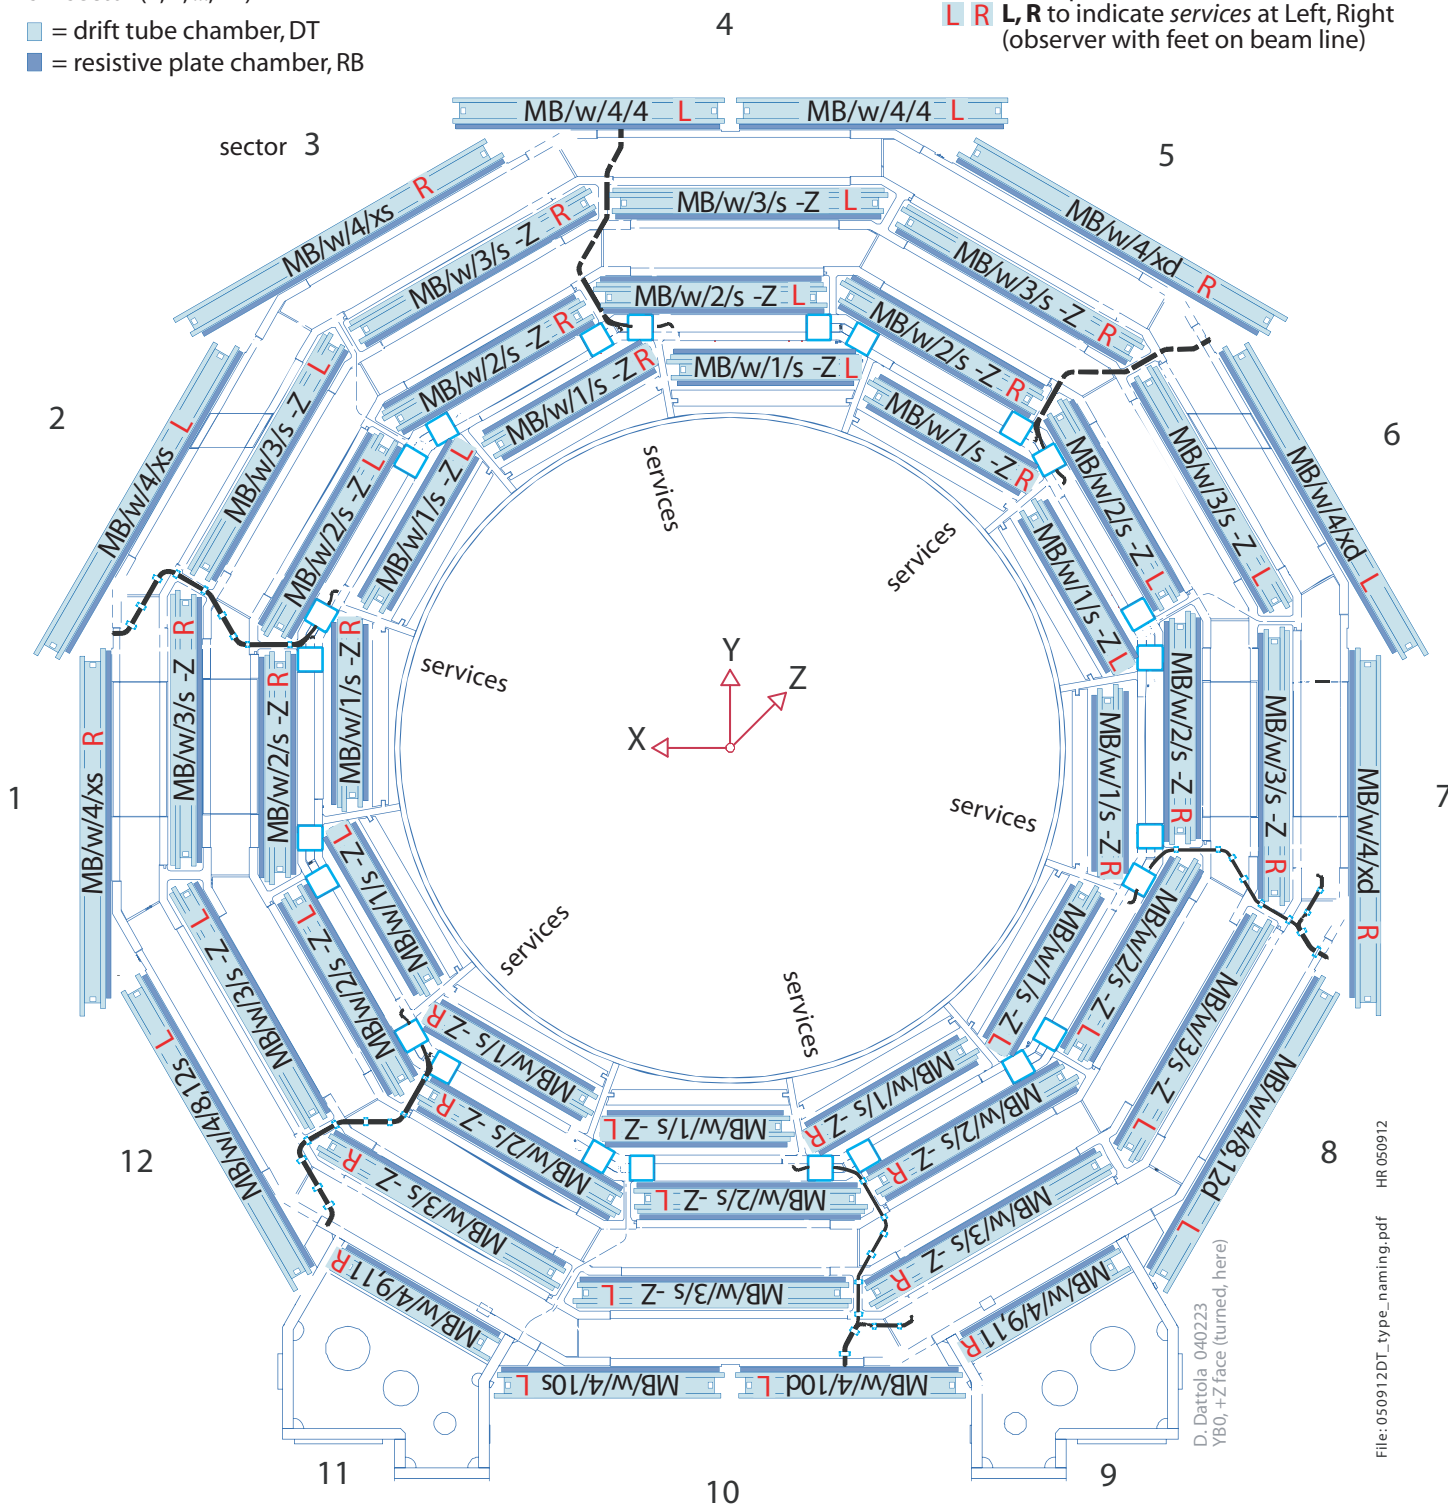 4
L R L, R to indicate services at Left, Right
(observer with feet on beam line)
= drift tube chamber, DT
= resistive plate chamber, RB
MB/w/4/4 L
MB/w/4/4 L
sector 3
5
MB/w/4/xs R
MB/w/3/s -Z R
MB/w/3/s -Z L
MB/w/3/s -Z R
MB/w/4/xd R
MB/w/2/s -Z R
MB/w/2/s -Z L
MB/w/2/s -Z R
MB/w/1/s -Z R
MB/w/1/s -Z L
MB/w/1/s -Z R
2
6
MB/w/4/xs L
MB/w/3/s -Z L
MB/w/2/s -Z L
MB/w/1/s -Z L
MB/w/1/s -Z L
MB/w/2/s -Z L
MB/w/3/s -Z L
MB/w/4/xd L
services
services
services
services
services
services
Y
Z
X
1
7
MB/w/4/xs R
MB/w/3/s -Z R
MB/w/2/s -Z R
MB/w/1/s -Z R
MB/w/1/s - Z R
MB/w/2/s -Z R
MB/w/3/s - Z R
MB/w/4/xd R
MB/w/4/8,12s L
MB/w/3/s -Z L
MB/w/2/s -Z L
MB/w/1/s -Z L
MB/w/1/s -Z L
MB/w/2/s -Z L
MB/w/3/s -Z L
MB/w/4/8,12d L
12
8
MB/w/1/s -Z R
MB/w/2/s -Z R
MB/w/3/s -Z R
MB/w/4/9,11 R
MB/w/1/s -Z L
MB/w/2/s -Z L
MB/w/3/s -Z L
MB/w/4/10s L
MB/w/4/10d L
MB/w/1/s -Z R
MB/w/2/s -Z R
MB/w/3/s -Z R
MB/w/4/9,11 R
11
10
9
D. Dattola 040223
YB0, +Z face (turned, here)
File: 050912DT_type_naming.pdf HR 050912